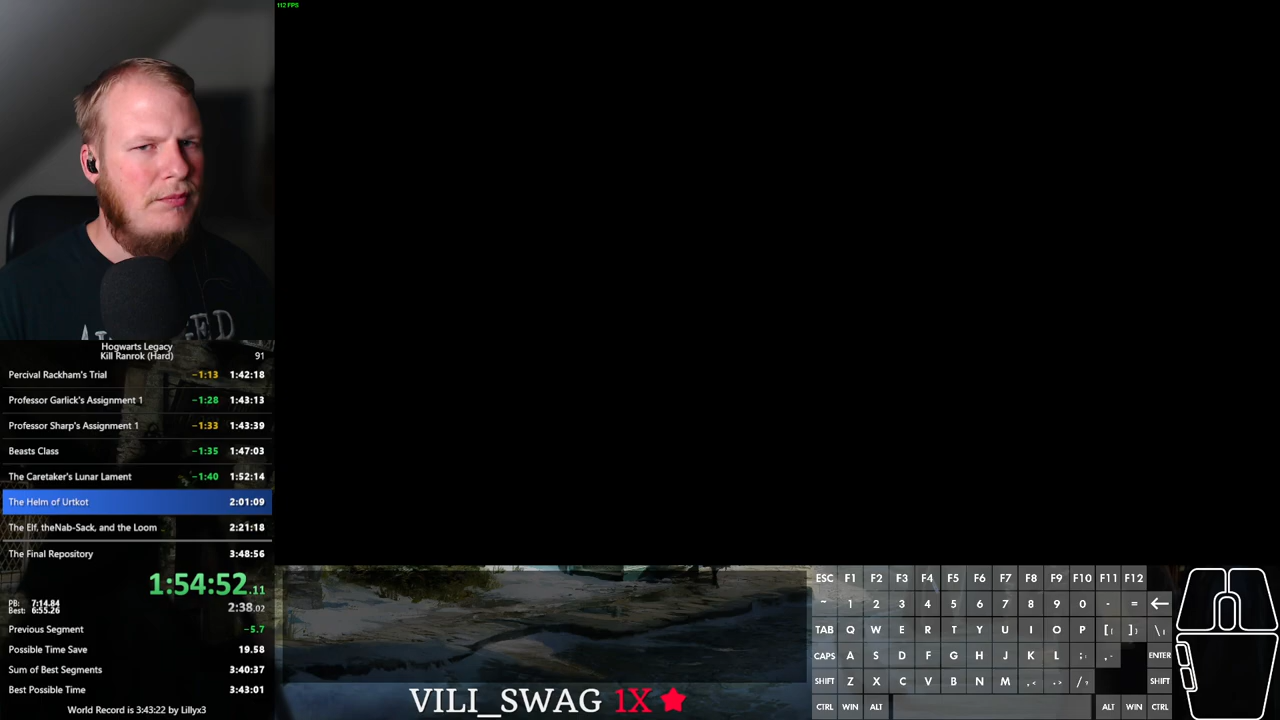 112 FPS
Hogwarts Legacy
Kill Ranrok (Hard) 91
Percival Rackham's Trial −1:13 1:42:18
Professor Garlick's Assignment 1 −1:28 1:43:13
Professor Sharp's Assignment 1 −1:33 1:43:39
Beasts Class −1:35 1:47:03
The Caretaker's Lunar Lament −1:40 1:52:14
The Helm of Urtkot 2:01:09
The Elf, theNab-Sack, and the Loom 2:21:18
The Final Repository 3:48:56
1:54:52.11
PB: 7:14.84
Best: 6:55.26 2:38.02
Previous Segment −5.7
Possible Time Save 19.58
Sum of Best Segments 3:40:37
Best Possible Time 3:43:01
World Record is 3:43:22 by Lillyx3
VILI_SWAG 1X
ESC F1 F2 F3 F4 F5 F6 F7 F8 F9 F10 F11 F12
~ 1 2 3 4 5 6 7 8 9 0 - = ←
TAB Q W E R T Y U I O P [{ ]} \|
CAPS A S D F G H J K L ;: ,. ENTER
SHIFT Z X C V B N M ,< .> /? SHIFT
CTRL WIN ALT ALT WIN CTRL